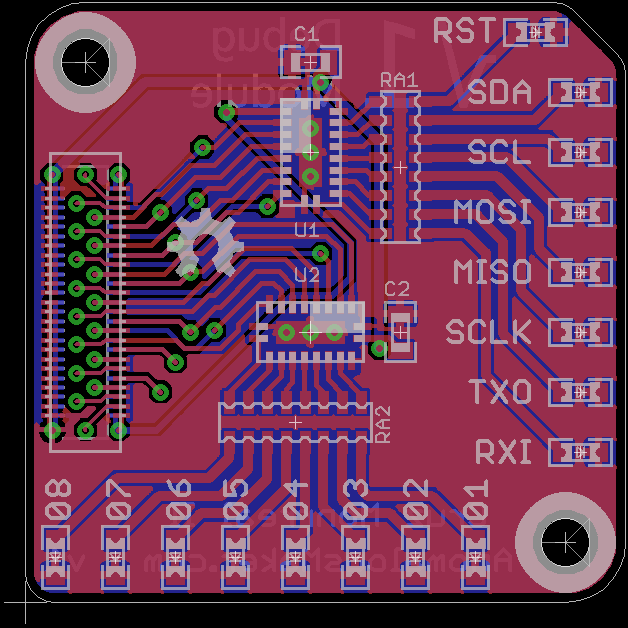 C1
RST
RA1
SDA
SCL
U1
MOSI
U2
MISO
C2
SCLK
TXO
RA2
RXI
08 07 06 05 04 03 02 01
Debug
Module
V1